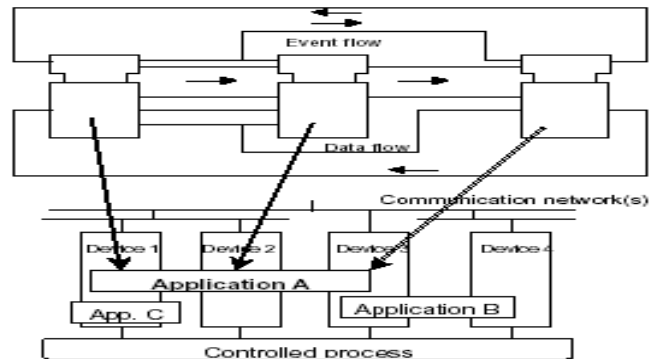 Event flow
Data flow
Communication network(s)
Device 1
Device 2
Device 3
Device 4
Application A
App. C
Application B
Controlled process